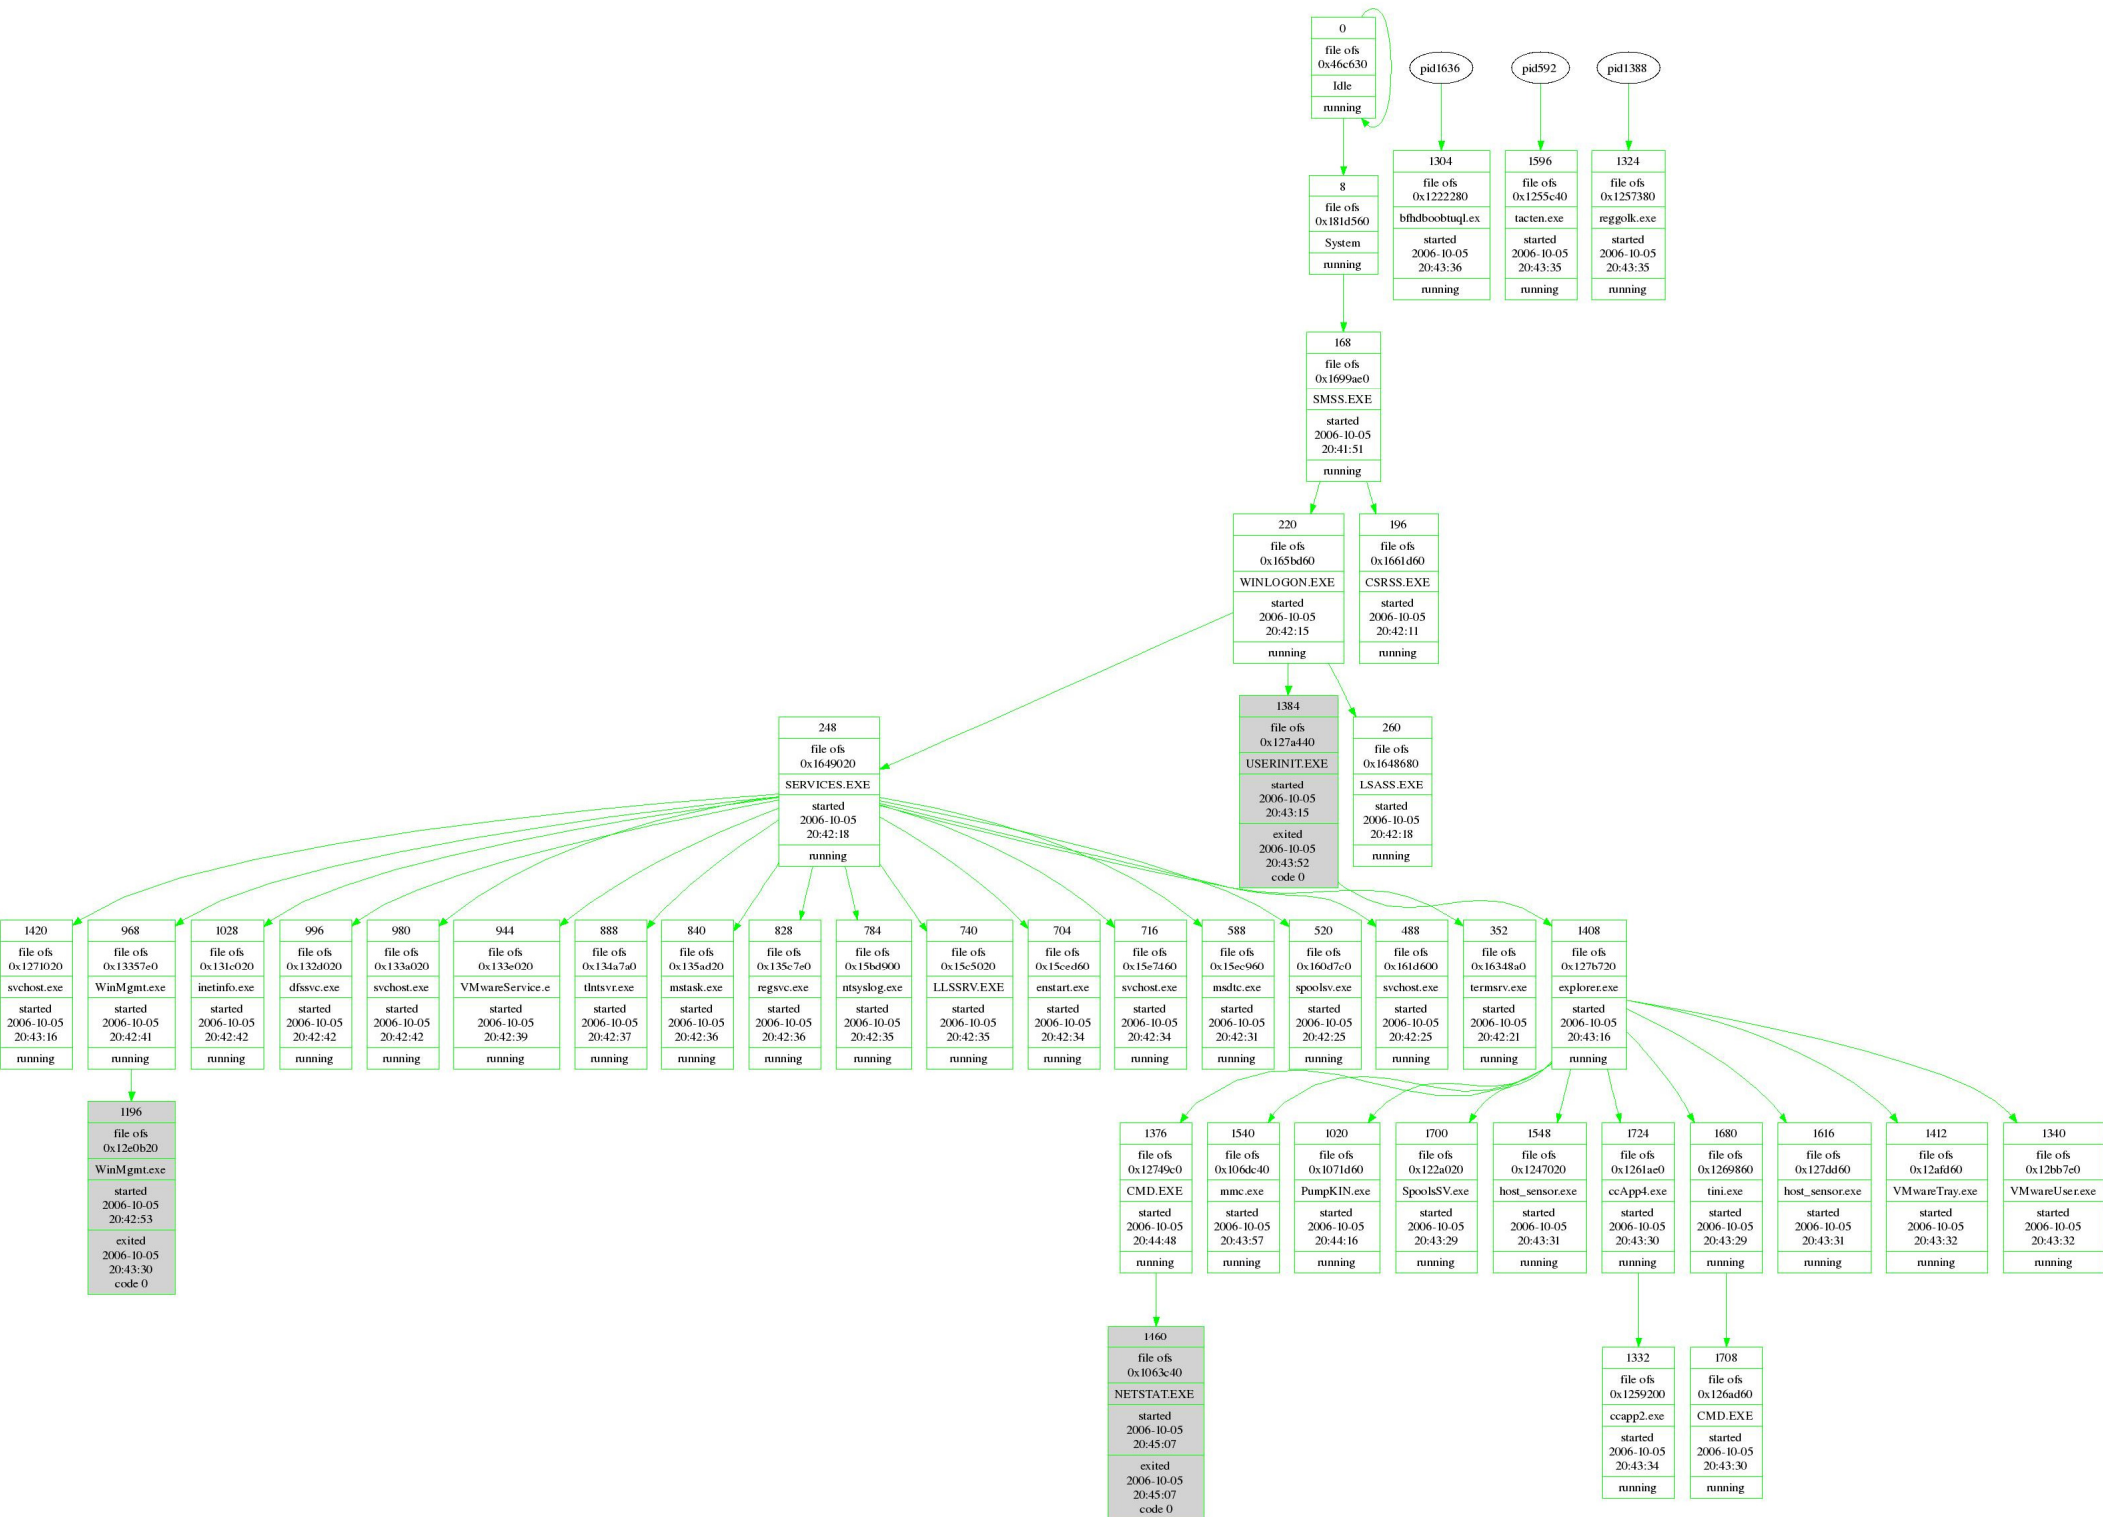 0
file ofs
0x46c630
Idle
running
pid1636
pid592
pid1388
1304
file ofs
0x1222280
bfhdboobtuql.ex
started
2006-10-05
20:43:36
running
1596
file ofs
0x1255c40
tacten.exe
started
2006-10-05
20:43:35
running
1324
file ofs
0x1257380
reggolk.exe
started
2006-10-05
20:43:35
running
8
file ofs
0x181d560
System
running
168
file ofs
0x1699ae0
SMSS.EXE
started
2006-10-05
20:41:51
running
220
file ofs
0x165bd60
WINLOGON.EXE
started
2006-10-05
20:42:15
running
196
file ofs
0x1661d60
CSRSS.EXE
started
2006-10-05
20:42:11
running
248
file ofs
0x1649020
SERVICES.EXE
started
2006-10-05
20:42:18
running
1384
file ofs
0x127a440
USERINIT.EXE
started
2006-10-05
20:43:15
exited
2006-10-05
20:43:52
code 0
260
file ofs
0x1648680
LSASS.EXE
started
2006-10-05
20:42:18
running
1420
file ofs
0x1271020
svchost.exe
started
2006-10-05
20:43:16
running
968
file ofs
0x13357e0
WinMgmt.exe
started
2006-10-05
20:42:41
running
1028
file ofs
0x131c020
inetinfo.exe
started
2006-10-05
20:42:42
running
996
file ofs
0x132d020
dfssvc.exe
started
2006-10-05
20:42:42
running
980
file ofs
0x133a020
svchost.exe
started
2006-10-05
20:42:42
running
944
file ofs
0x133e020
VMwareService.e
started
2006-10-05
20:42:39
running
888
file ofs
0x134a7a0
tlntsvr.exe
started
2006-10-05
20:42:37
running
840
file ofs
0x135ad20
mstask.exe
started
2006-10-05
20:42:36
running
828
file ofs
0x135c7e0
regsvc.exe
started
2006-10-05
20:42:36
running
784
file ofs
0x15bd900
ntsyslog.exe
started
2006-10-05
20:42:35
running
740
file ofs
0x15c5020
LLSSRV.EXE
started
2006-10-05
20:42:35
running
704
file ofs
0x15ced60
enstart.exe
started
2006-10-05
20:42:34
running
716
file ofs
0x15e7460
svchost.exe
started
2006-10-05
20:42:34
running
588
file ofs
0x15ec960
msdtc.exe
started
2006-10-05
20:42:31
running
520
file ofs
0x160d7c0
spoolsv.exe
started
2006-10-05
20:42:25
running
488
file ofs
0x161d600
svchost.exe
started
2006-10-05
20:42:25
running
352
file ofs
0x16348a0
termsrv.exe
started
2006-10-05
20:42:21
running
1408
file ofs
0x127b720
explorer.exe
started
2006-10-05
20:43:16
running
1196
file ofs
0x12e0b20
WinMgmt.exe
started
2006-10-05
20:42:53
exited
2006-10-05
20:43:30
code 0
1376
file ofs
0x12749c0
CMD.EXE
started
2006-10-05
20:44:48
running
1540
file ofs
0x106dc40
mmc.exe
started
2006-10-05
20:43:57
running
1020
file ofs
0x1071d60
PumpKIN.exe
started
2006-10-05
20:44:16
running
1700
file ofs
0x122a020
SpoolsSV.exe
started
2006-10-05
20:43:29
running
1548
file ofs
0x1247020
host_sensor.exe
started
2006-10-05
20:43:31
running
1724
file ofs
0x1261ae0
ccApp4.exe
started
2006-10-05
20:43:30
running
1680
file ofs
0x1269860
tini.exe
started
2006-10-05
20:43:29
running
1616
file ofs
0x127dd60
host_sensor.exe
started
2006-10-05
20:43:31
running
1412
file ofs
0x12afd60
VMwareTray.exe
started
2006-10-05
20:43:32
running
1340
file ofs
0x12bb7e0
VMwareUser.exe
started
2006-10-05
20:43:32
running
1460
file ofs
0x1063c40
NETSTAT.EXE
started
2006-10-05
20:45:07
exited
2006-10-05
20:45:07
code 0
1332
file ofs
0x1259200
ccapp2.exe
started
2006-10-05
20:43:34
running
1708
file ofs
0x126ad60
CMD.EXE
started
2006-10-05
20:43:30
running